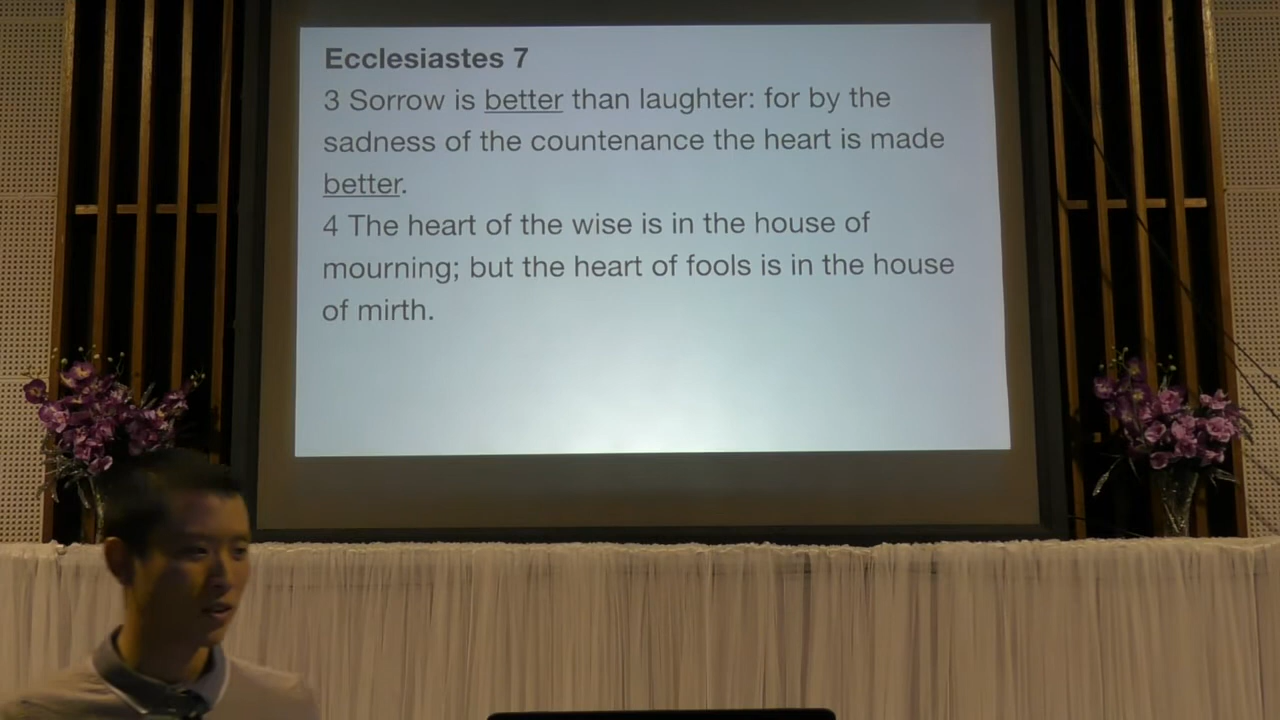 Ecclesiastes 7
3 Sorrow is better than laughter: for by the
sadness of the countenance the heart is made
better.
4 The heart of the wise is in the house of
mourning; but the heart of fools is in the house
of mirth.